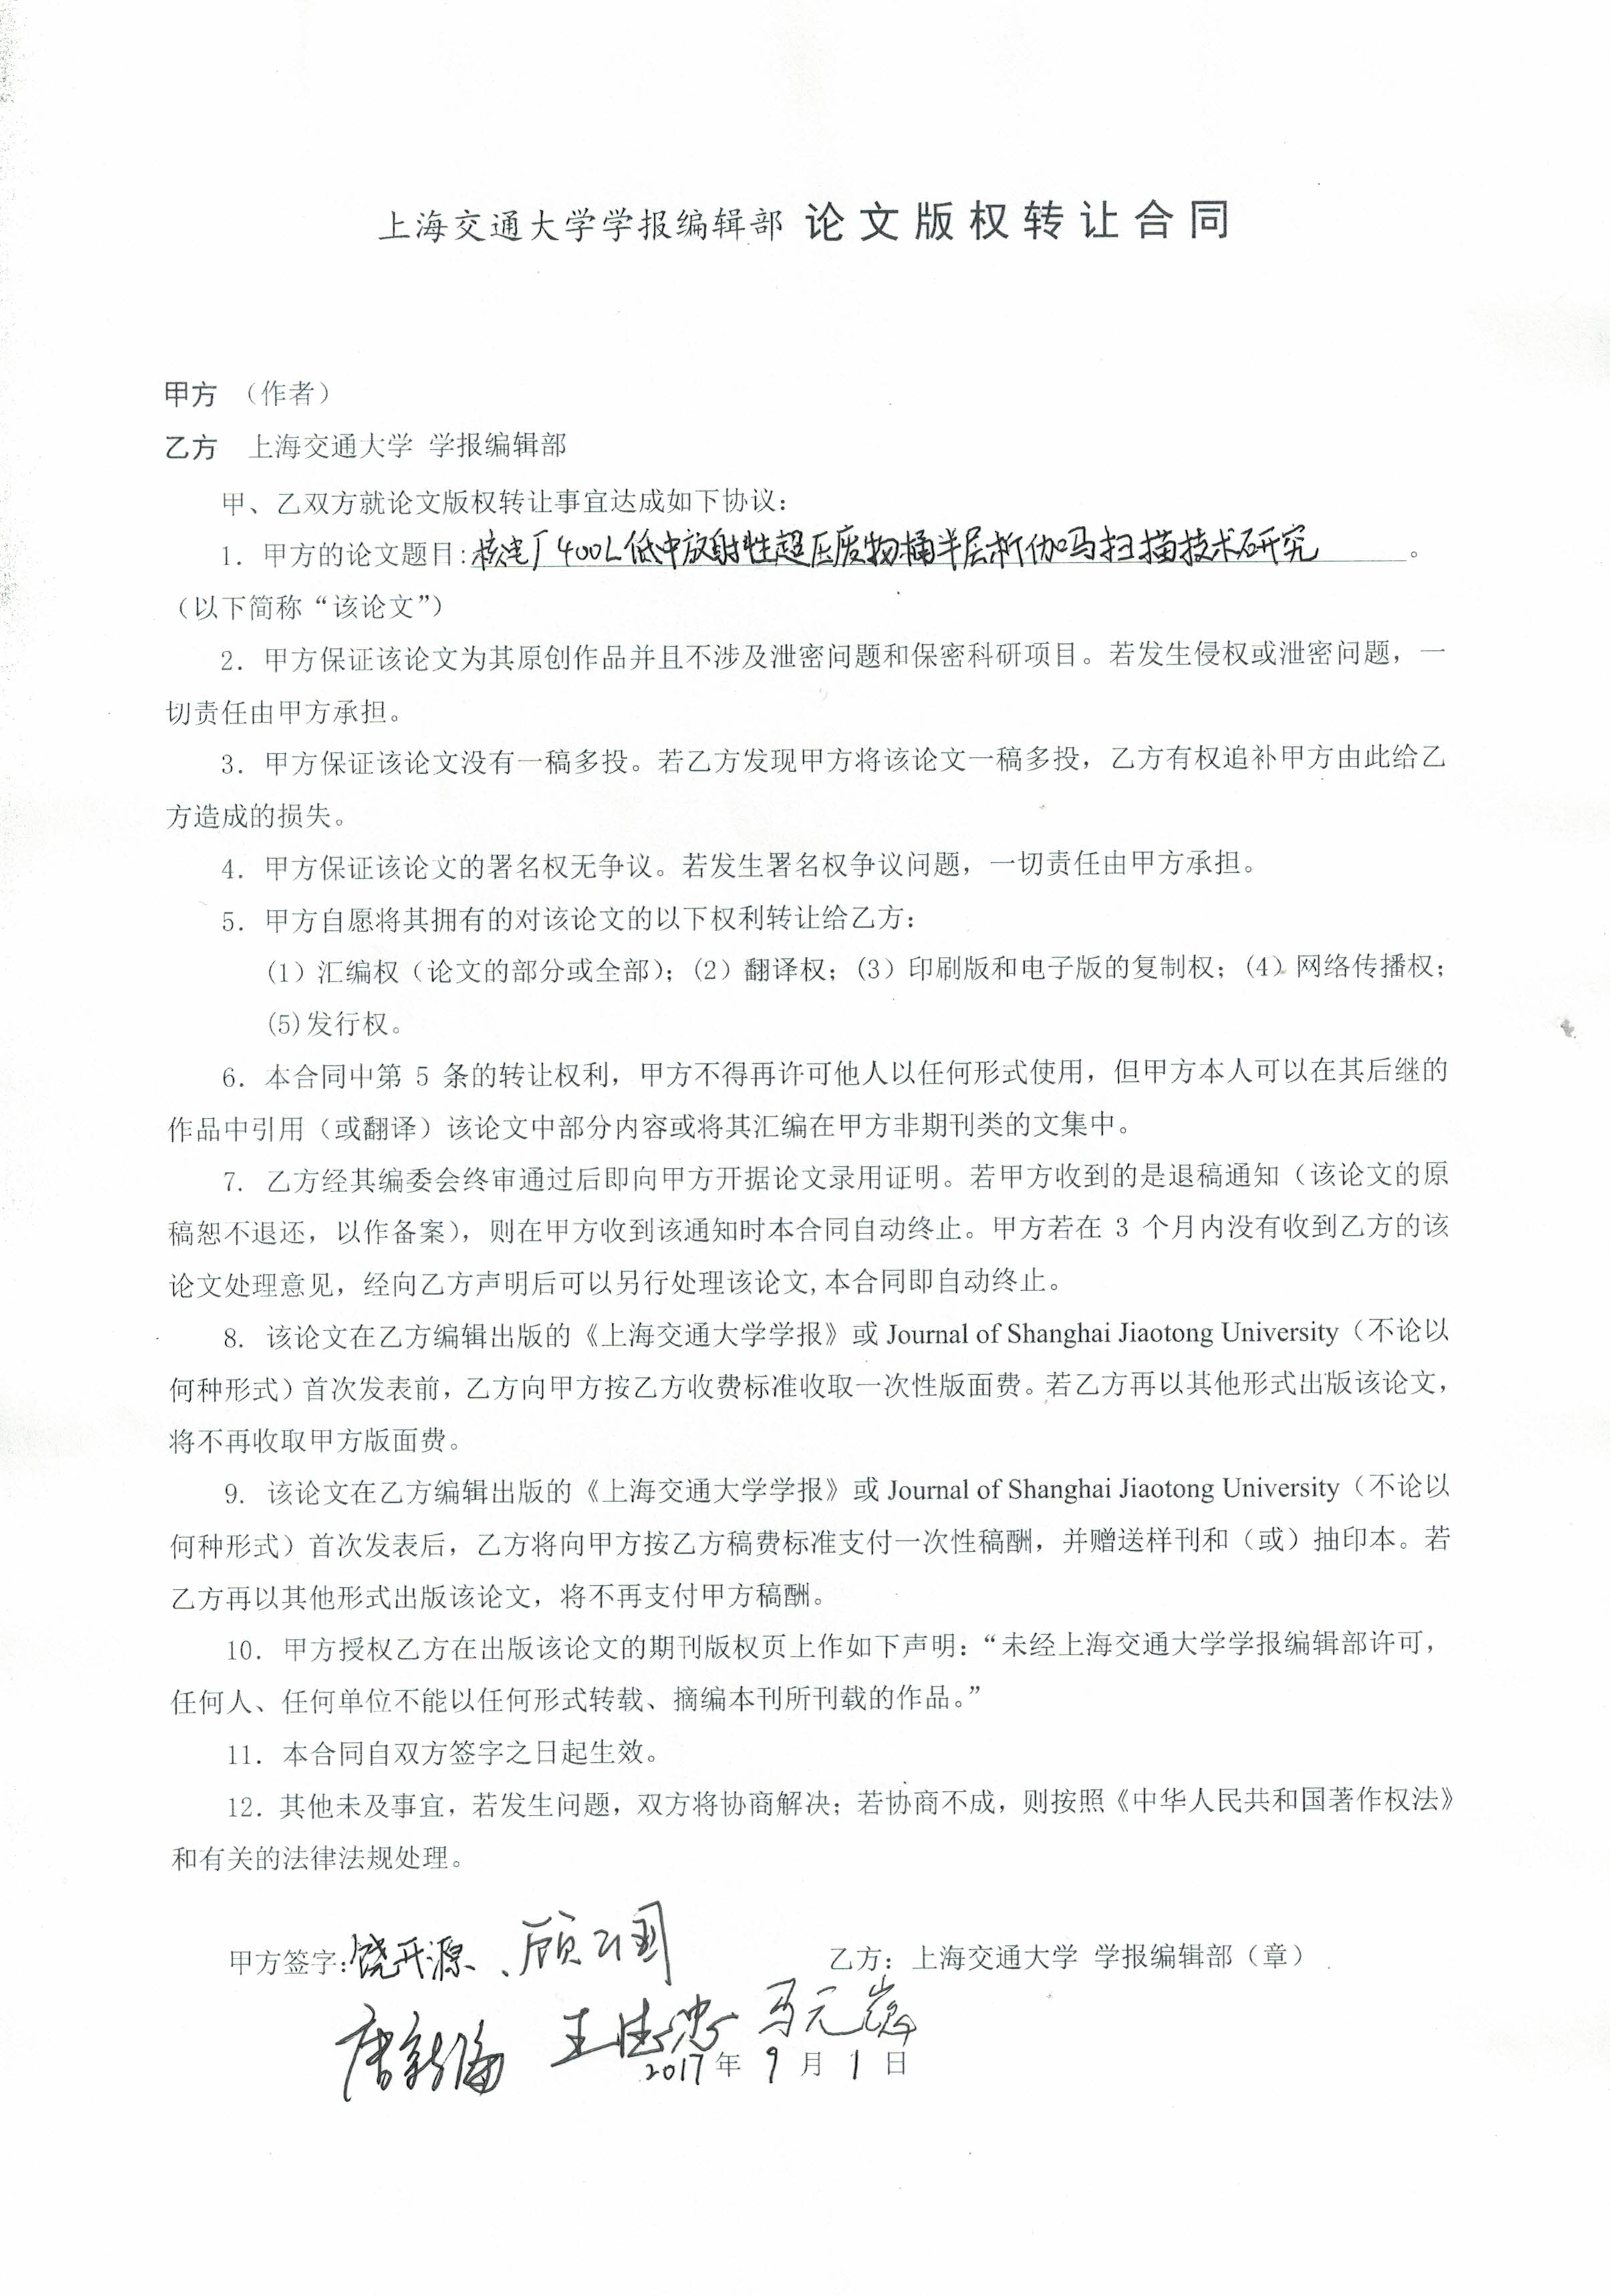 上海交通大学学报编辑部 论文版权转让合同
甲方 （作者）
乙方 上海交通大学 学报编辑部
甲、乙双方就论文版权转让事宜达成如下协议：
1. 甲方的论文题目: 核电厂400L低中放射性超压废物桶半层析伽吗扫描技术研究。
（以下简称“该论文”）
2. 甲方保证该论文为其原创作品并且不涉及泄密问题和保密科研项目。若发生侵权或泄密问题，一
切责任由甲方承担。
3. 甲方保证该论文没有一稿多投。若乙方发现甲方将该论文一稿多投，乙方有权追补甲方由此给乙
方造成的损失。
4. 甲方保证该论文的署名权无争议。若发生署名权争议问题，一切责任由甲方承担。
5. 甲方自愿将其拥有的对该论文的以下权利转让给乙方：
(1) 汇编权（论文的部分或全部）；(2) 翻译权；(3) 印刷版和电子版的复制权；(4) 网络传播权；
(5)发行权。
6. 本合同中第 5 条的转让权利，甲方不得再许可他人以任何形式使用，但甲方本人可以在其后继的
作品中引用（或翻译）该论文中部分内容或将其汇编在甲方非期刊类的文集中。
7. 乙方经其编委会终审通过后即向甲方开据论文录用证明。若甲方收到的是退稿通知（该论文的原
稿恕不退还，以作备案），则在甲方收到该通知时本合同自动终止。甲方若在 3 个月内没有收到乙方的该
论文处理意见，经向乙方声明后可以另行处理该论文,本合同即自动终止。
8. 该论文在乙方编辑出版的《上海交通大学学报》或 Journal of Shanghai Jiaotong University（不论以
何种形式）首次发表前，乙方向甲方按乙方收费标准收取一次性版面费。若乙方再以其他形式出版该论文，
将不再收取甲方版面费。
9. 该论文在乙方编辑出版的《上海交通大学学报》或 Journal of Shanghai Jiaotong University（不论以
何种形式）首次发表后，乙方将向甲方按乙方稿费标准支付一次性稿酬，并赠送样刊和（或）抽印本。若
乙方再以其他形式出版该论文，将不再支付甲方稿酬。
10. 甲方授权乙方在出版该论文的期刊版权页上作如下声明：“未经上海交通大学学报编辑部许可，
任何人、任何单位不能以任何形式转载、摘编本刊所刊载的作品。”
11. 本合同自双方签字之日起生效。
12. 其他未及事宜，若发生问题，双方将协商解决；若协商不成，则按照《中华人民共和国著作权法》
和有关的法律法规处理。
甲方签字: 饶开源、顾卫国 乙方：上海交通大学 学报编辑部（章）
王德忠 马元
2017年 9 月 1 日